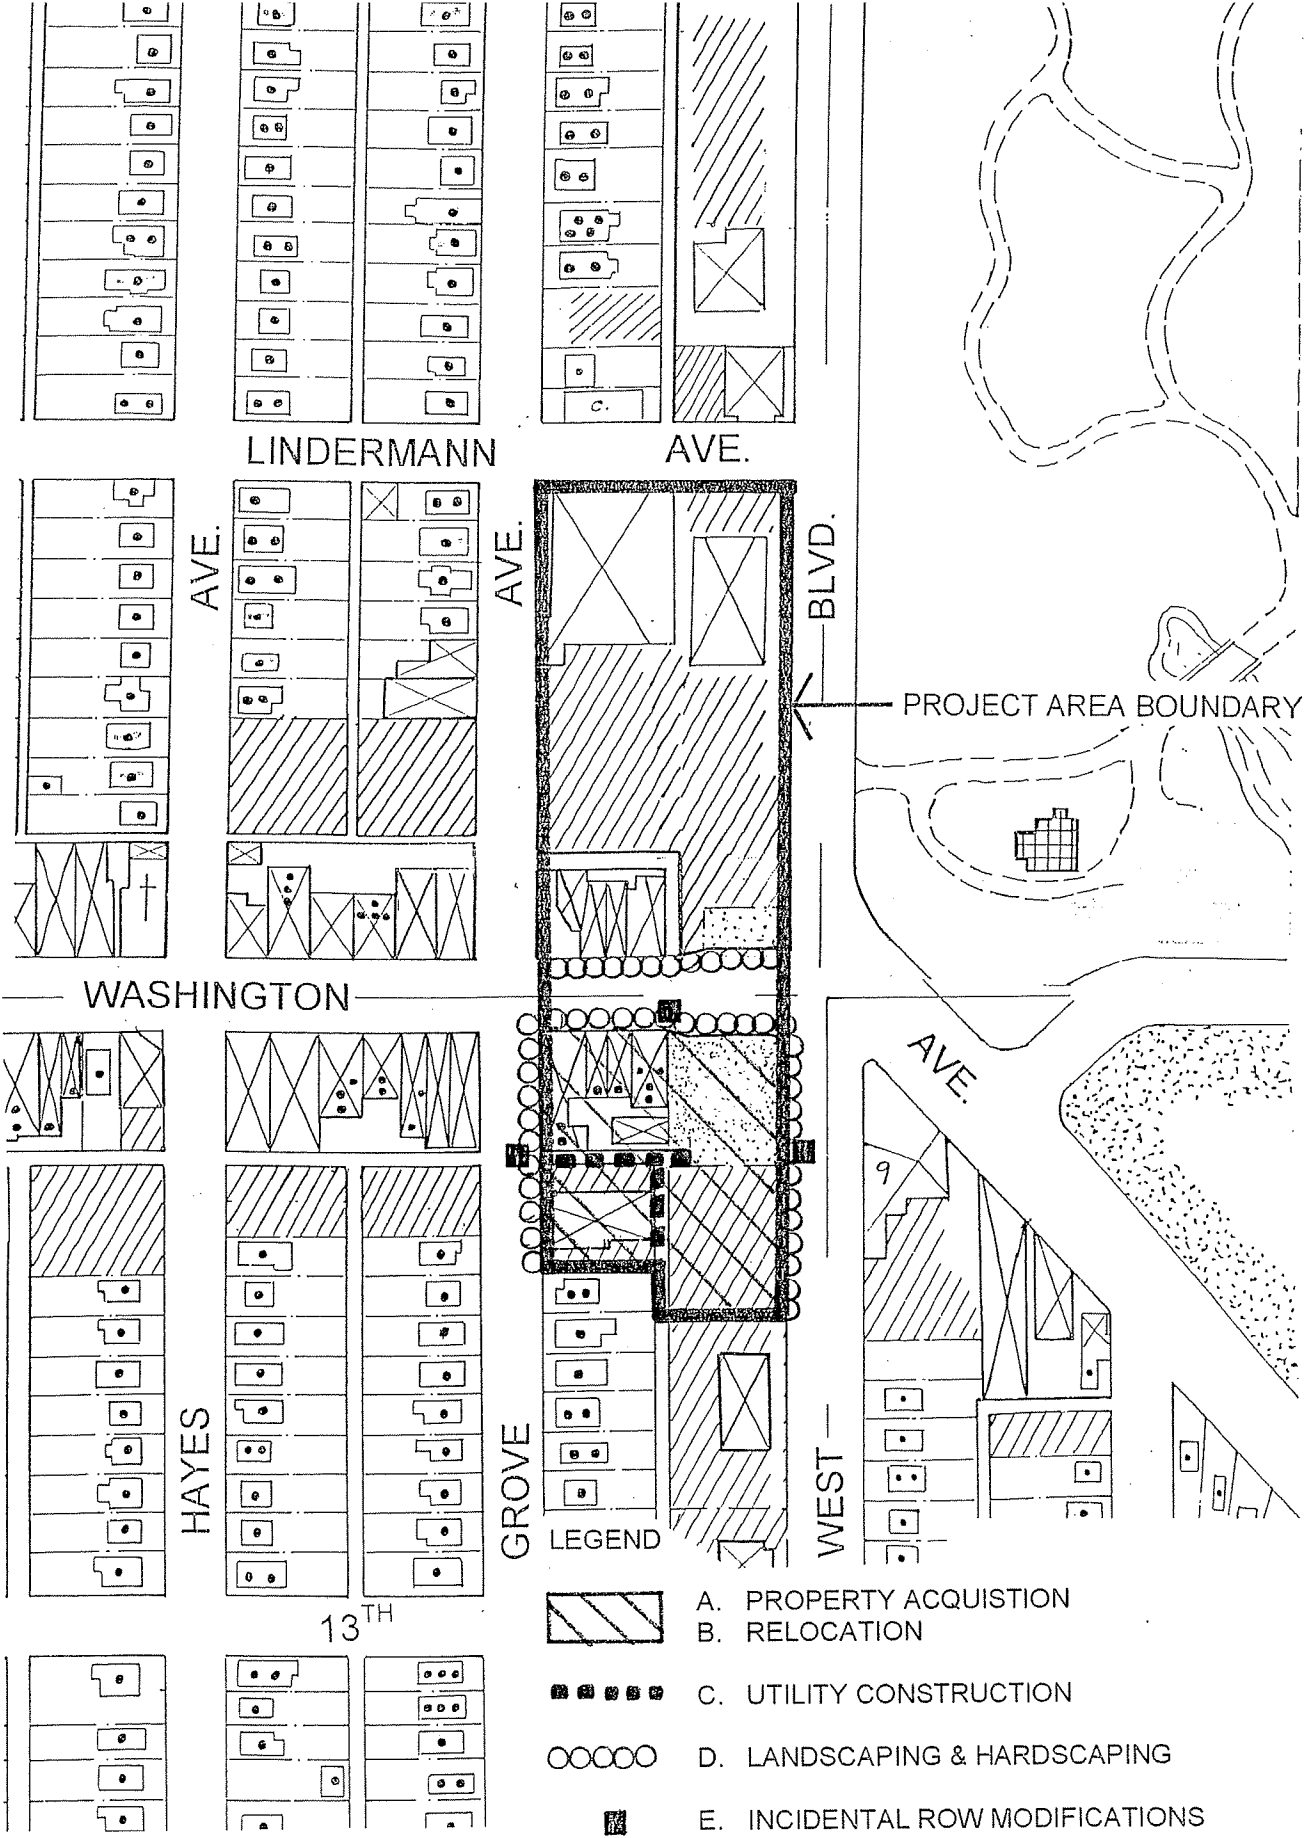 C.
LINDERMANN AVE.
AVE.
AVE.
BLVD.
PROJECT AREA BOUNDARY
WASHINGTON
AVE.
9
HAYES
GROVE
WEST
LEGEND
13TH
A. PROPERTY ACQUISTION
B. RELOCATION
C. UTILITY CONSTRUCTION
D. LANDSCAPING & HARDSCAPING
E. INCIDENTAL ROW MODIFICATIONS